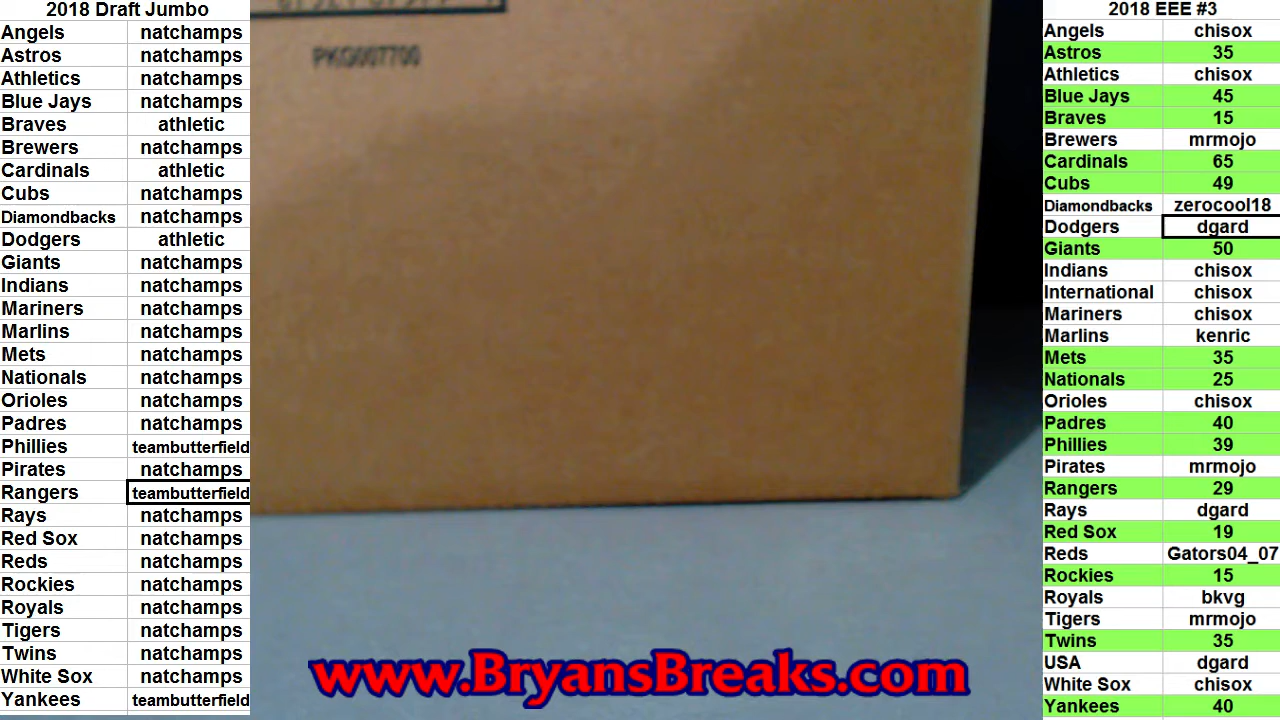 2018 Draft Jumbo
Angels natchamps
Astros natchamps
Athletics natchamps
Blue Jays natchamps
Braves athletic
Brewers natchamps
Cardinals athletic
Cubs natchamps
Diamondbacks natchamps
Dodgers athletic
Giants natchamps
Indians natchamps
Mariners natchamps
Marlins natchamps
Mets natchamps
Nationals natchamps
Orioles natchamps
Padres natchamps
Phillies teambutterfield
Pirates natchamps
Rangers teambutterfield
Rays natchamps
Red Sox natchamps
Reds natchamps
Rockies natchamps
Royals natchamps
Tigers natchamps
Twins natchamps
White Sox natchamps
Yankees teambutterfield
PKG007700
www.BryansBreaks.com
2018 EEE #3
Angels chisox
Astros 35
Athletics chisox
Blue Jays 45
Braves 15
Brewers mrmojo
Cardinals 65
Cubs 49
Diamondbacks zerocool18
Dodgers dgard
Giants 50
Indians chisox
International chisox
Mariners chisox
Marlins kenric
Mets 35
Nationals 25
Orioles chisox
Padres 40
Phillies 39
Pirates mrmojo
Rangers 29
Rays dgard
Red Sox 19
Reds Gators04_07
Rockies 15
Royals bkvg
Tigers mrmojo
Twins 35
USA dgard
White Sox chisox
Yankees 40